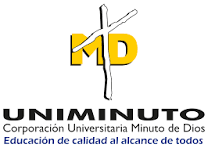 MD
UNIMINUTO
Corporación Universitaria Minuto de Dios
Educación de calidad al alcance de todos